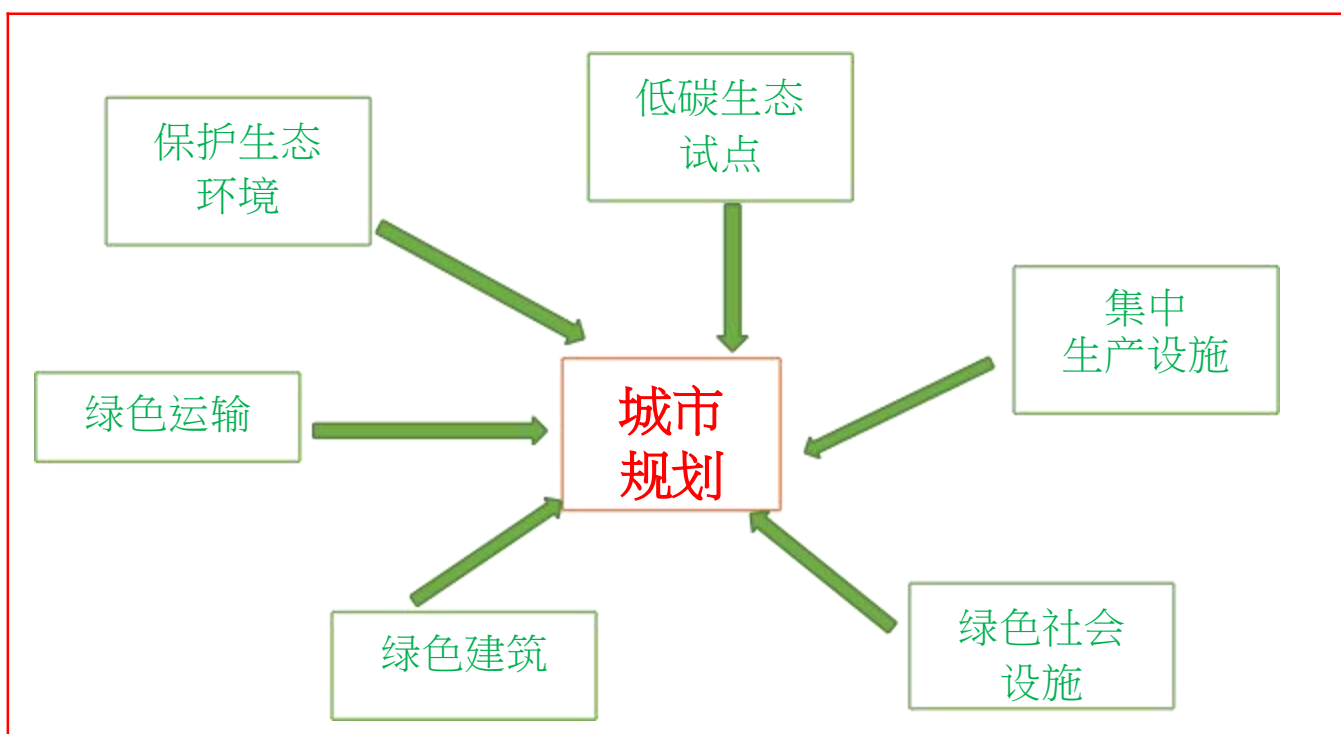 低碳生态
试点
保护生态
环境
集中
生产设施
绿色运输
城市
规划
绿色建筑
绿色社会
设施